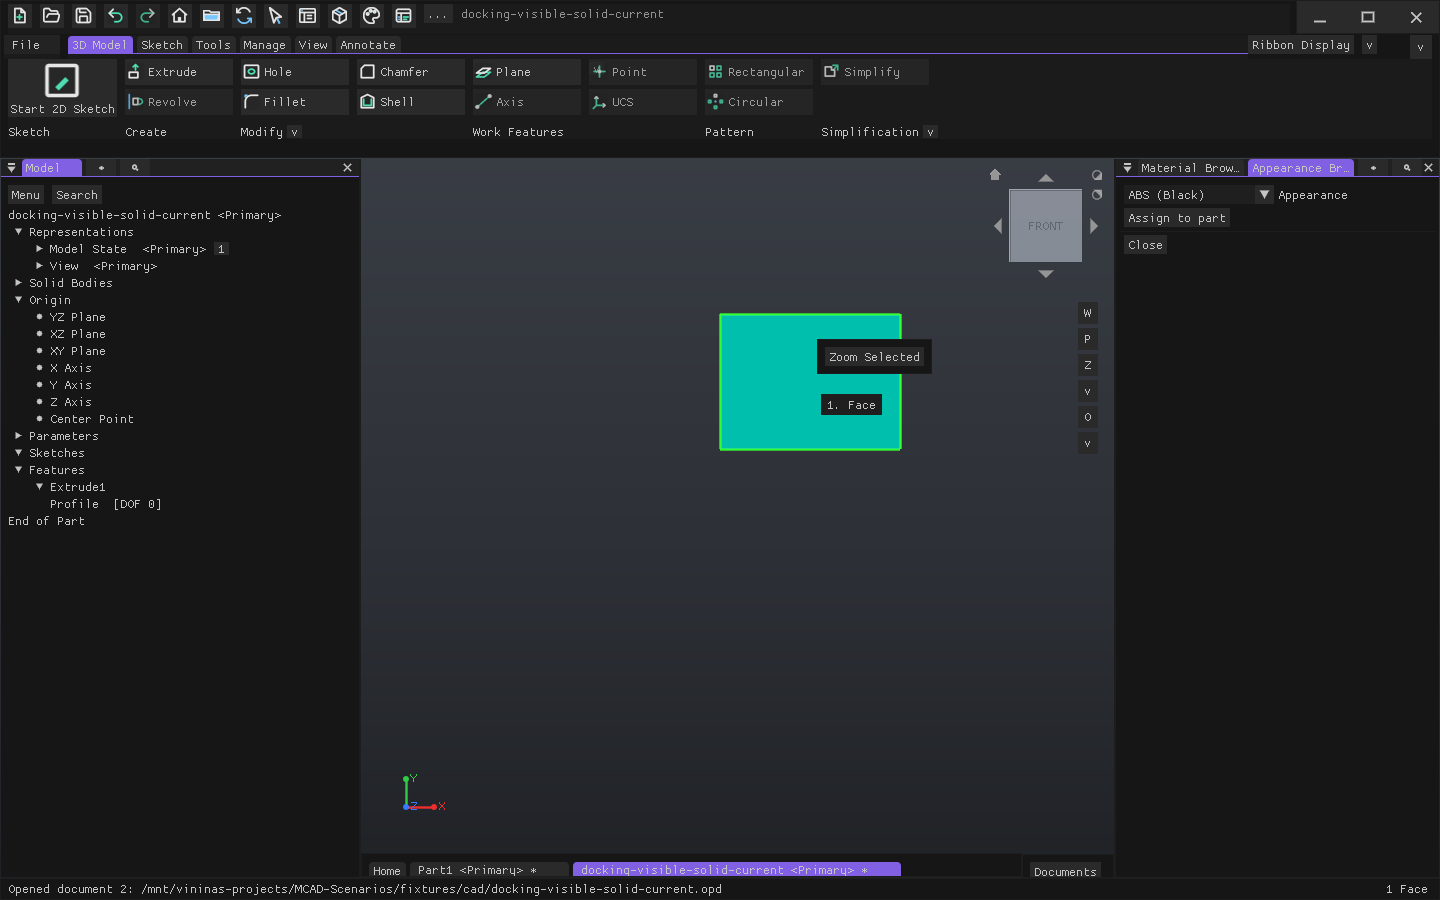 ... docking-visible-solid-current
File 3D Model Sketch Tools Manage View Annotate Ribbon Display v v
Start 2D Sketch
Extrude Hole Chamfer Plane Point Rectangular Simplify
Revolve Fillet Shell Axis UCS Circular
Sketch Create Modify v Work Features Pattern Simplification v
Model
Menu Search
docking-visible-solid-current <Primary>
Representations
Model State <Primary> 1
View <Primary>
Solid Bodies
Origin
YZ Plane
XZ Plane
XY Plane
X Axis
Y Axis
Z Axis
Center Point
Parameters
Sketches
Features
Extrude1
Profile [DOF 0]
End of Part
FRONT
Zoom Selected
1. Face
W
P
Z
v
O
v
Y
Z X
Material Brow… Appearance Br…
ABS (Black) Appearance
Assign to part
Close
Home Part1 <Primary> * docking-visible-solid-current <Primary> * Documents
Opened document 2: /mnt/vininas-projects/MCAD-Scenarios/fixtures/cad/docking-visible-solid-current.opd 1 Face